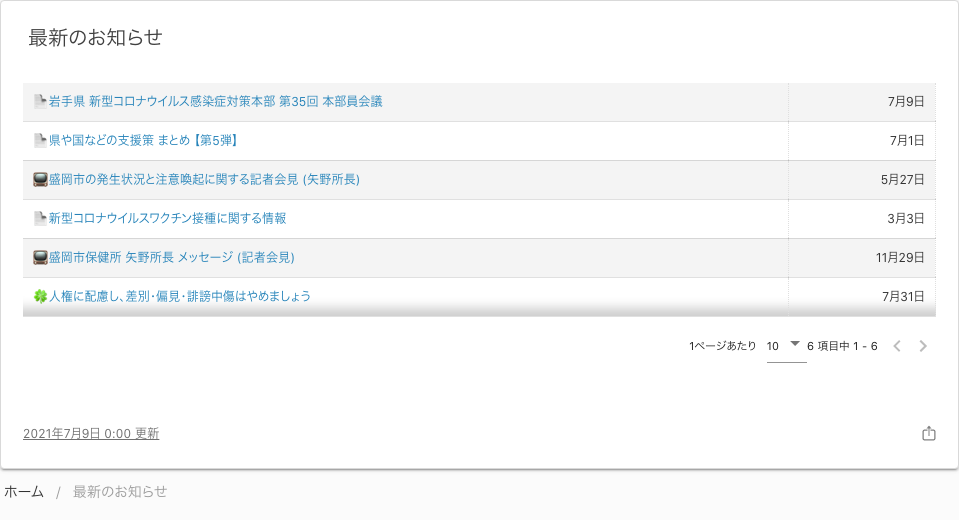 最新のお知らせ
岩手県 新型コロナウイルス感染症対策本部 第35回 本部員会議 7月9日
県や国などの支援策 まとめ【第5弾】 7月1日
盛岡市の発生状況と注意喚起に関する記者会見 (矢野所長) 5月27日
新型コロナウイルスワクチン接種に関する情報 3月3日
盛岡市保健所 矢野所長 メッセージ (記者会見) 11月29日
人権に配慮し、差別・偏見・誹謗中傷はやめましょう 7月31日
1ページあたり 10 6 項目中 1 - 6
2021年7月9日 0:00 更新
ホーム / 最新のお知らせ